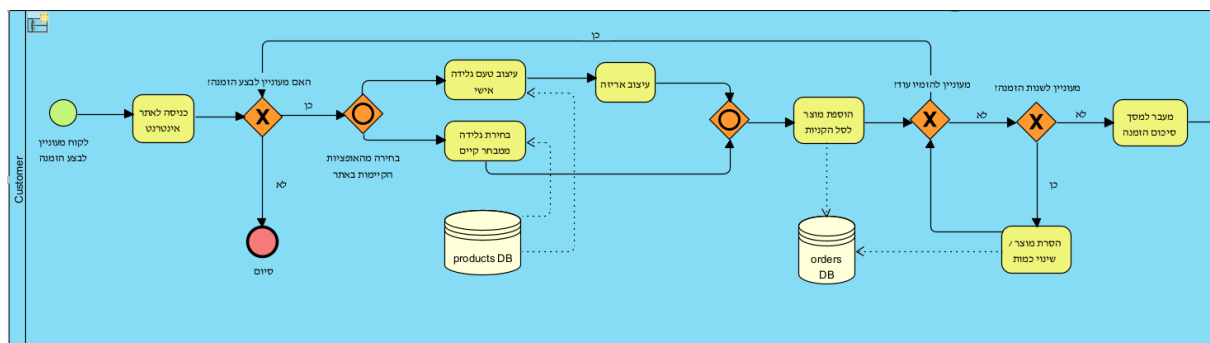 Customer
לקוח מעוניין
לבצע הזמנה
כניסה לאתר
אינטרנט
האם מעוניין לבצע הזמנה?
כן
לא
סיום
בחירה מהאופציות
הקיימות באתר
עיצוב טעם גלידה
אישי
עיצוב אריזה
בחירת גלידה
ממבחר קיים
products DB
הוספת מוצר
לסל הקניות
orders
DB
מעוניין להזמין עוד?
כן
לא
מעוניין לשנות הזמנה?
לא
כן
הסרת מוצר /
שינוי כמות
מעבר למסך
סיכום הזמנה